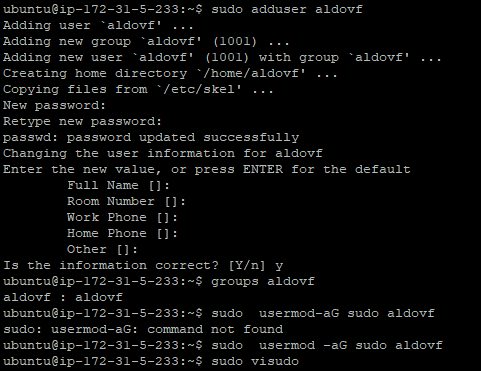 ubuntu@ip-172-31-5-233:~$ sudo adduser aldovf
Adding user `aldovf' ...
Adding new group `aldovf' (1001) ...
Adding new user `aldovf' (1001) with group `aldovf' ...
Creating home directory `/home/aldovf' ...
Copying files from `/etc/skel' ...
New password:
Retype new password:
passwd: password updated successfully
Changing the user information for aldovf
Enter the new value, or press ENTER for the default
        Full Name []:
        Room Number []:
        Work Phone []:
        Home Phone []:
        Other []:
Is the information correct? [Y/n] y
ubuntu@ip-172-31-5-233:~$ groups aldovf
aldovf : aldovf
ubuntu@ip-172-31-5-233:~$ sudo  usermod-aG sudo aldovf
sudo: usermod-aG: command not found
ubuntu@ip-172-31-5-233:~$ sudo  usermod -aG sudo aldovf
ubuntu@ip-172-31-5-233:~$ sudo visudo